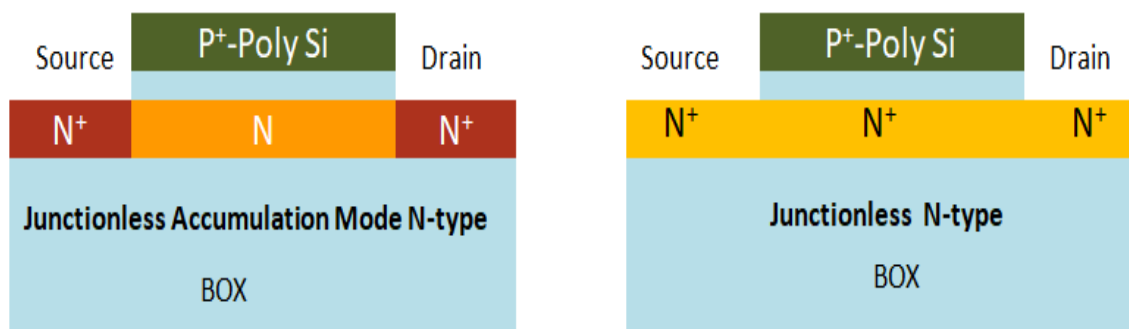 Source P⁺-Poly Si Drain
N⁺ N N⁺
Junctionless Accumulation Mode N-type
BOX
Source P⁺-Poly Si Drain
N⁺ N⁺ N⁺
Junctionless N-type
BOX